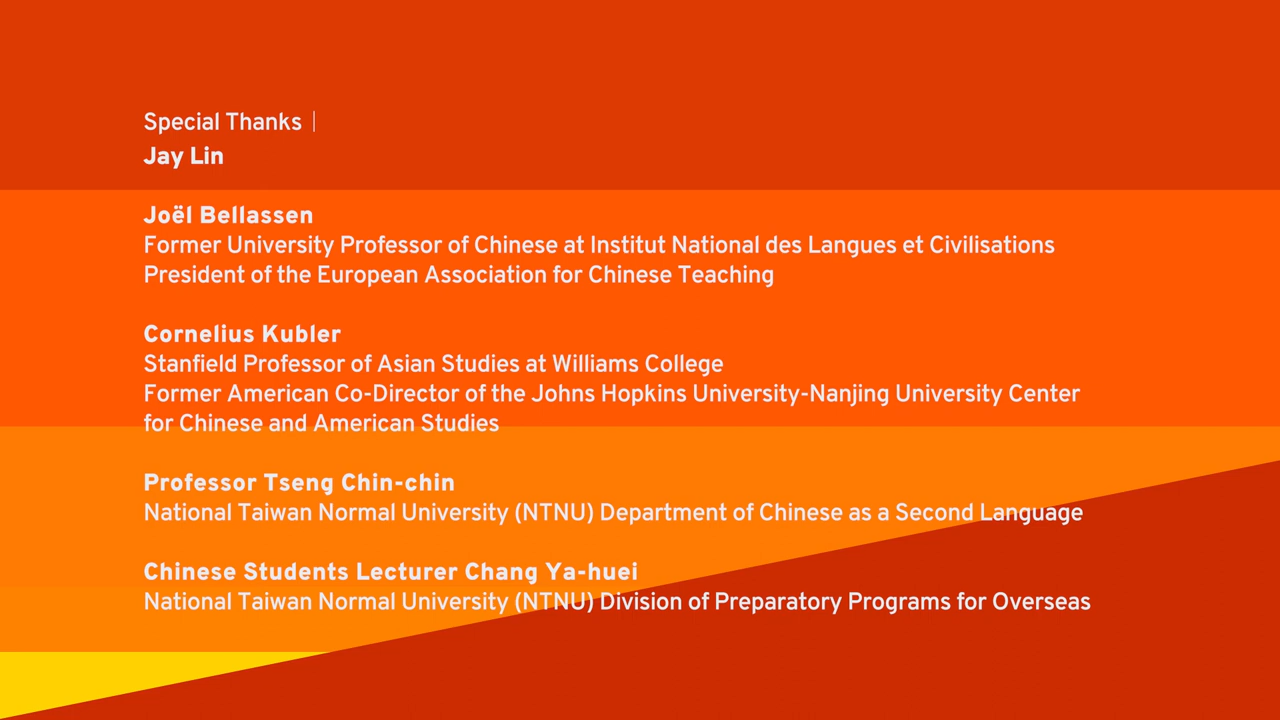 Special Thanks |
Jay Lin
Joël Bellassen
Former University Professor of Chinese at Institut National des Langues et Civilisations
President of the European Association for Chinese Teaching
Cornelius Kubler
Stanfield Professor of Asian Studies at Williams College
Former American Co-Director of the Johns Hopkins University-Nanjing University Center
for Chinese and American Studies
Professor Tseng Chin-chin
National Taiwan Normal University (NTNU) Department of Chinese as a Second Language
Chinese Students Lecturer Chang Ya-huei
National Taiwan Normal University (NTNU) Division of Preparatory Programs for Overseas